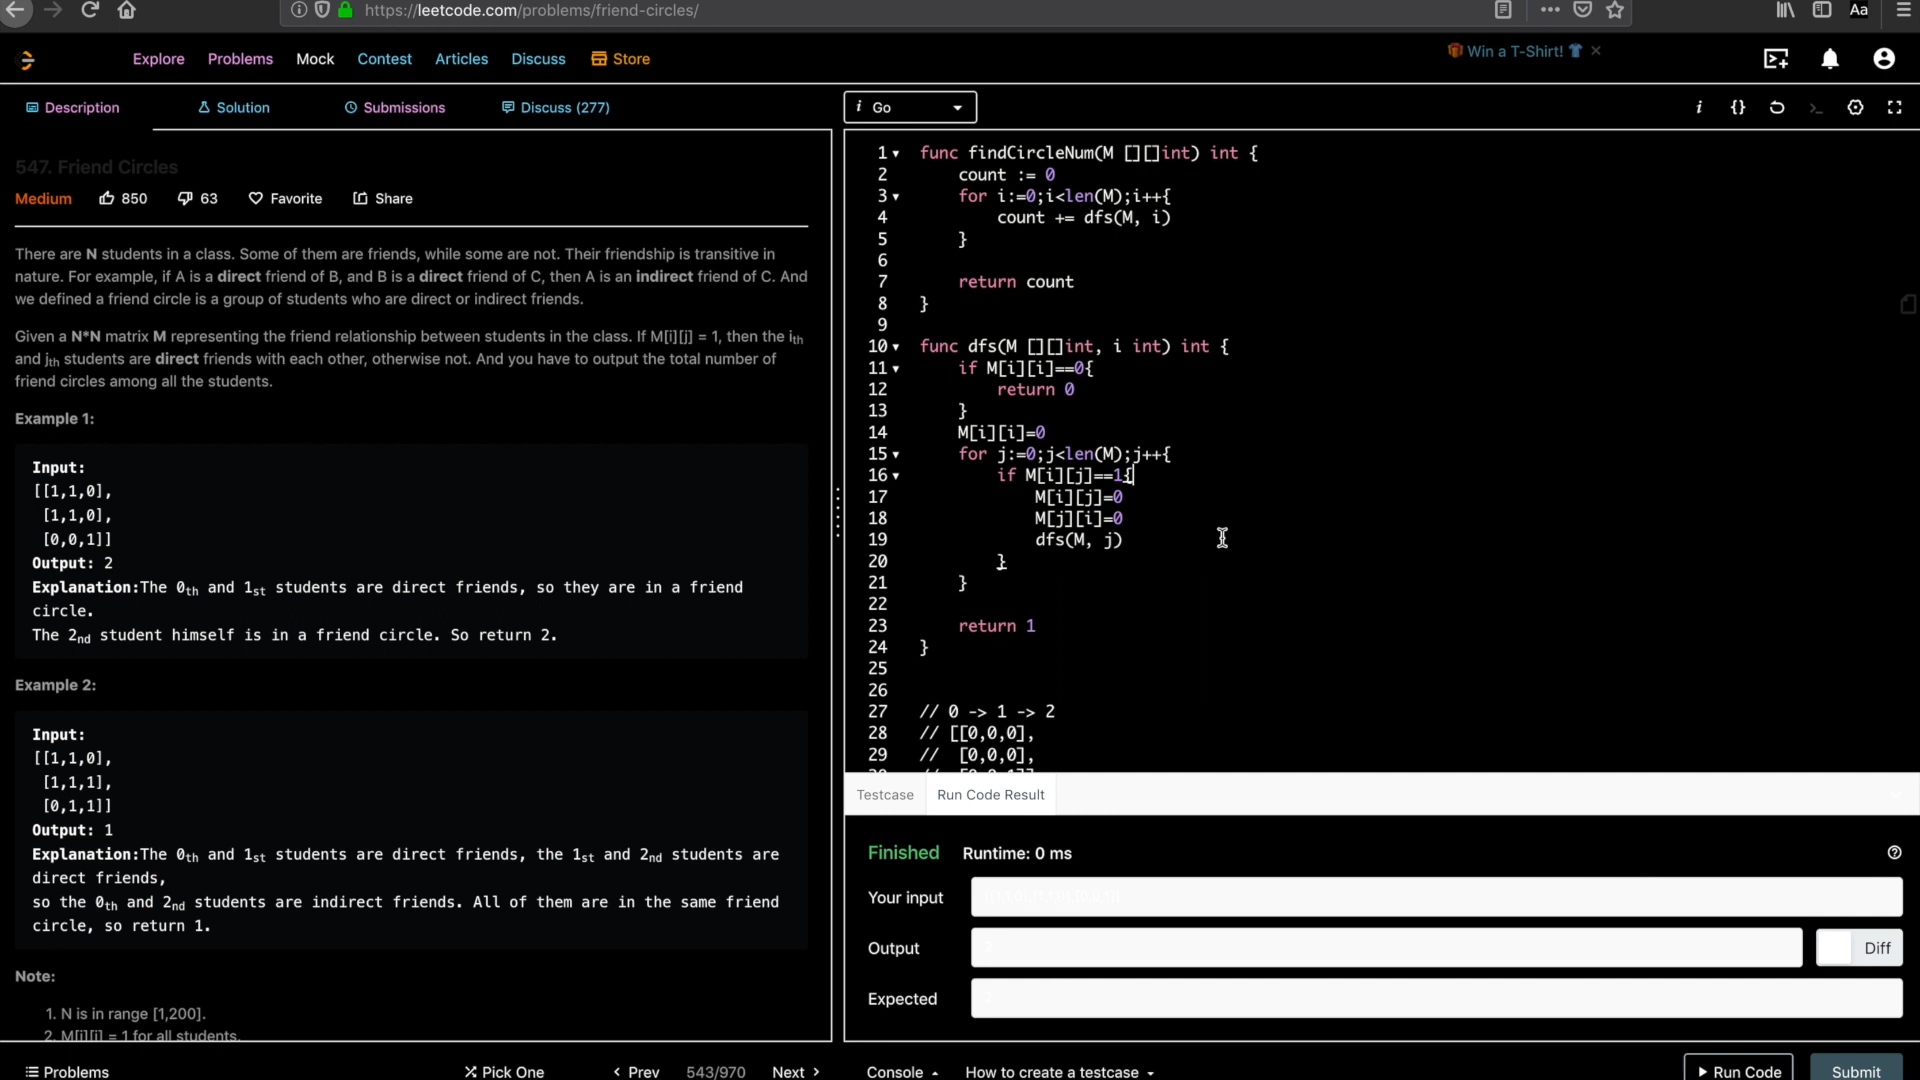 https://leetcode.com/problems/friend-circles/
Aa
Explore Problems Mock Contest Articles Discuss Store
Win a T-Shirt!
Description Solution Submissions Discuss (277)
547. Friend Circles
Medium 850 63 Favorite Share
There are N students in a class. Some of them are friends, while some are not. Their friendship is transitive in
nature. For example, if A is a direct friend of B, and B is a direct friend of C, then A is an indirect friend of C. And
we defined a friend circle is a group of students who are direct or indirect friends.
Given a N*N matrix M representing the friend relationship between students in the class. If M[i][j] = 1, then the ith
and jth students are direct friends with each other, otherwise not. And you have to output the total number of
friend circles among all the students.
Example 1:
Input:
[[1,1,0],
[1,1,0],
[0,0,1]]
Output: 2
Explanation:The 0th and 1st students are direct friends, so they are in a friend
circle.
The 2nd student himself is in a friend circle. So return 2.
Example 2:
Input:
[[1,1,0],
[1,1,1],
[0,1,1]]
Output: 1
Explanation:The 0th and 1st students are direct friends, the 1st and 2nd students are
direct friends,
so the 0th and 2nd students are indirect friends. All of them are in the same friend
circle, so return 1.
Note:
1. N is in range [1,200].
2. M[i][i] = 1 for all students.
Problems Pick One < Prev 543/970 Next >
i Go
i {}
1 func findCircleNum(M [][]int) int {
2 count := 0
3 for i:=0;i<len(M);i++{
4 count += dfs(M, i)
5 }
6
7 return count
8 }
9
10 func dfs(M [][]int, i int) int {
11 if M[i][i]==0{
12 return 0
13 }
14 M[i][i]=0
15 for j:=0;j<len(M);j++{
16 if M[i][j]==1{
17 M[i][j]=0
18 M[j][i]=0
19 dfs(M, j)
20 }
21 }
22
23 return 1
24 }
25
26
27 // 0 -> 1 -> 2
28 // [[0,0,0],
29 // [0,0,0],
Testcase Run Code Result
Finished Runtime: 0 ms
Your input
Output
Diff
Expected
Console How to create a testcase Run Code Submit